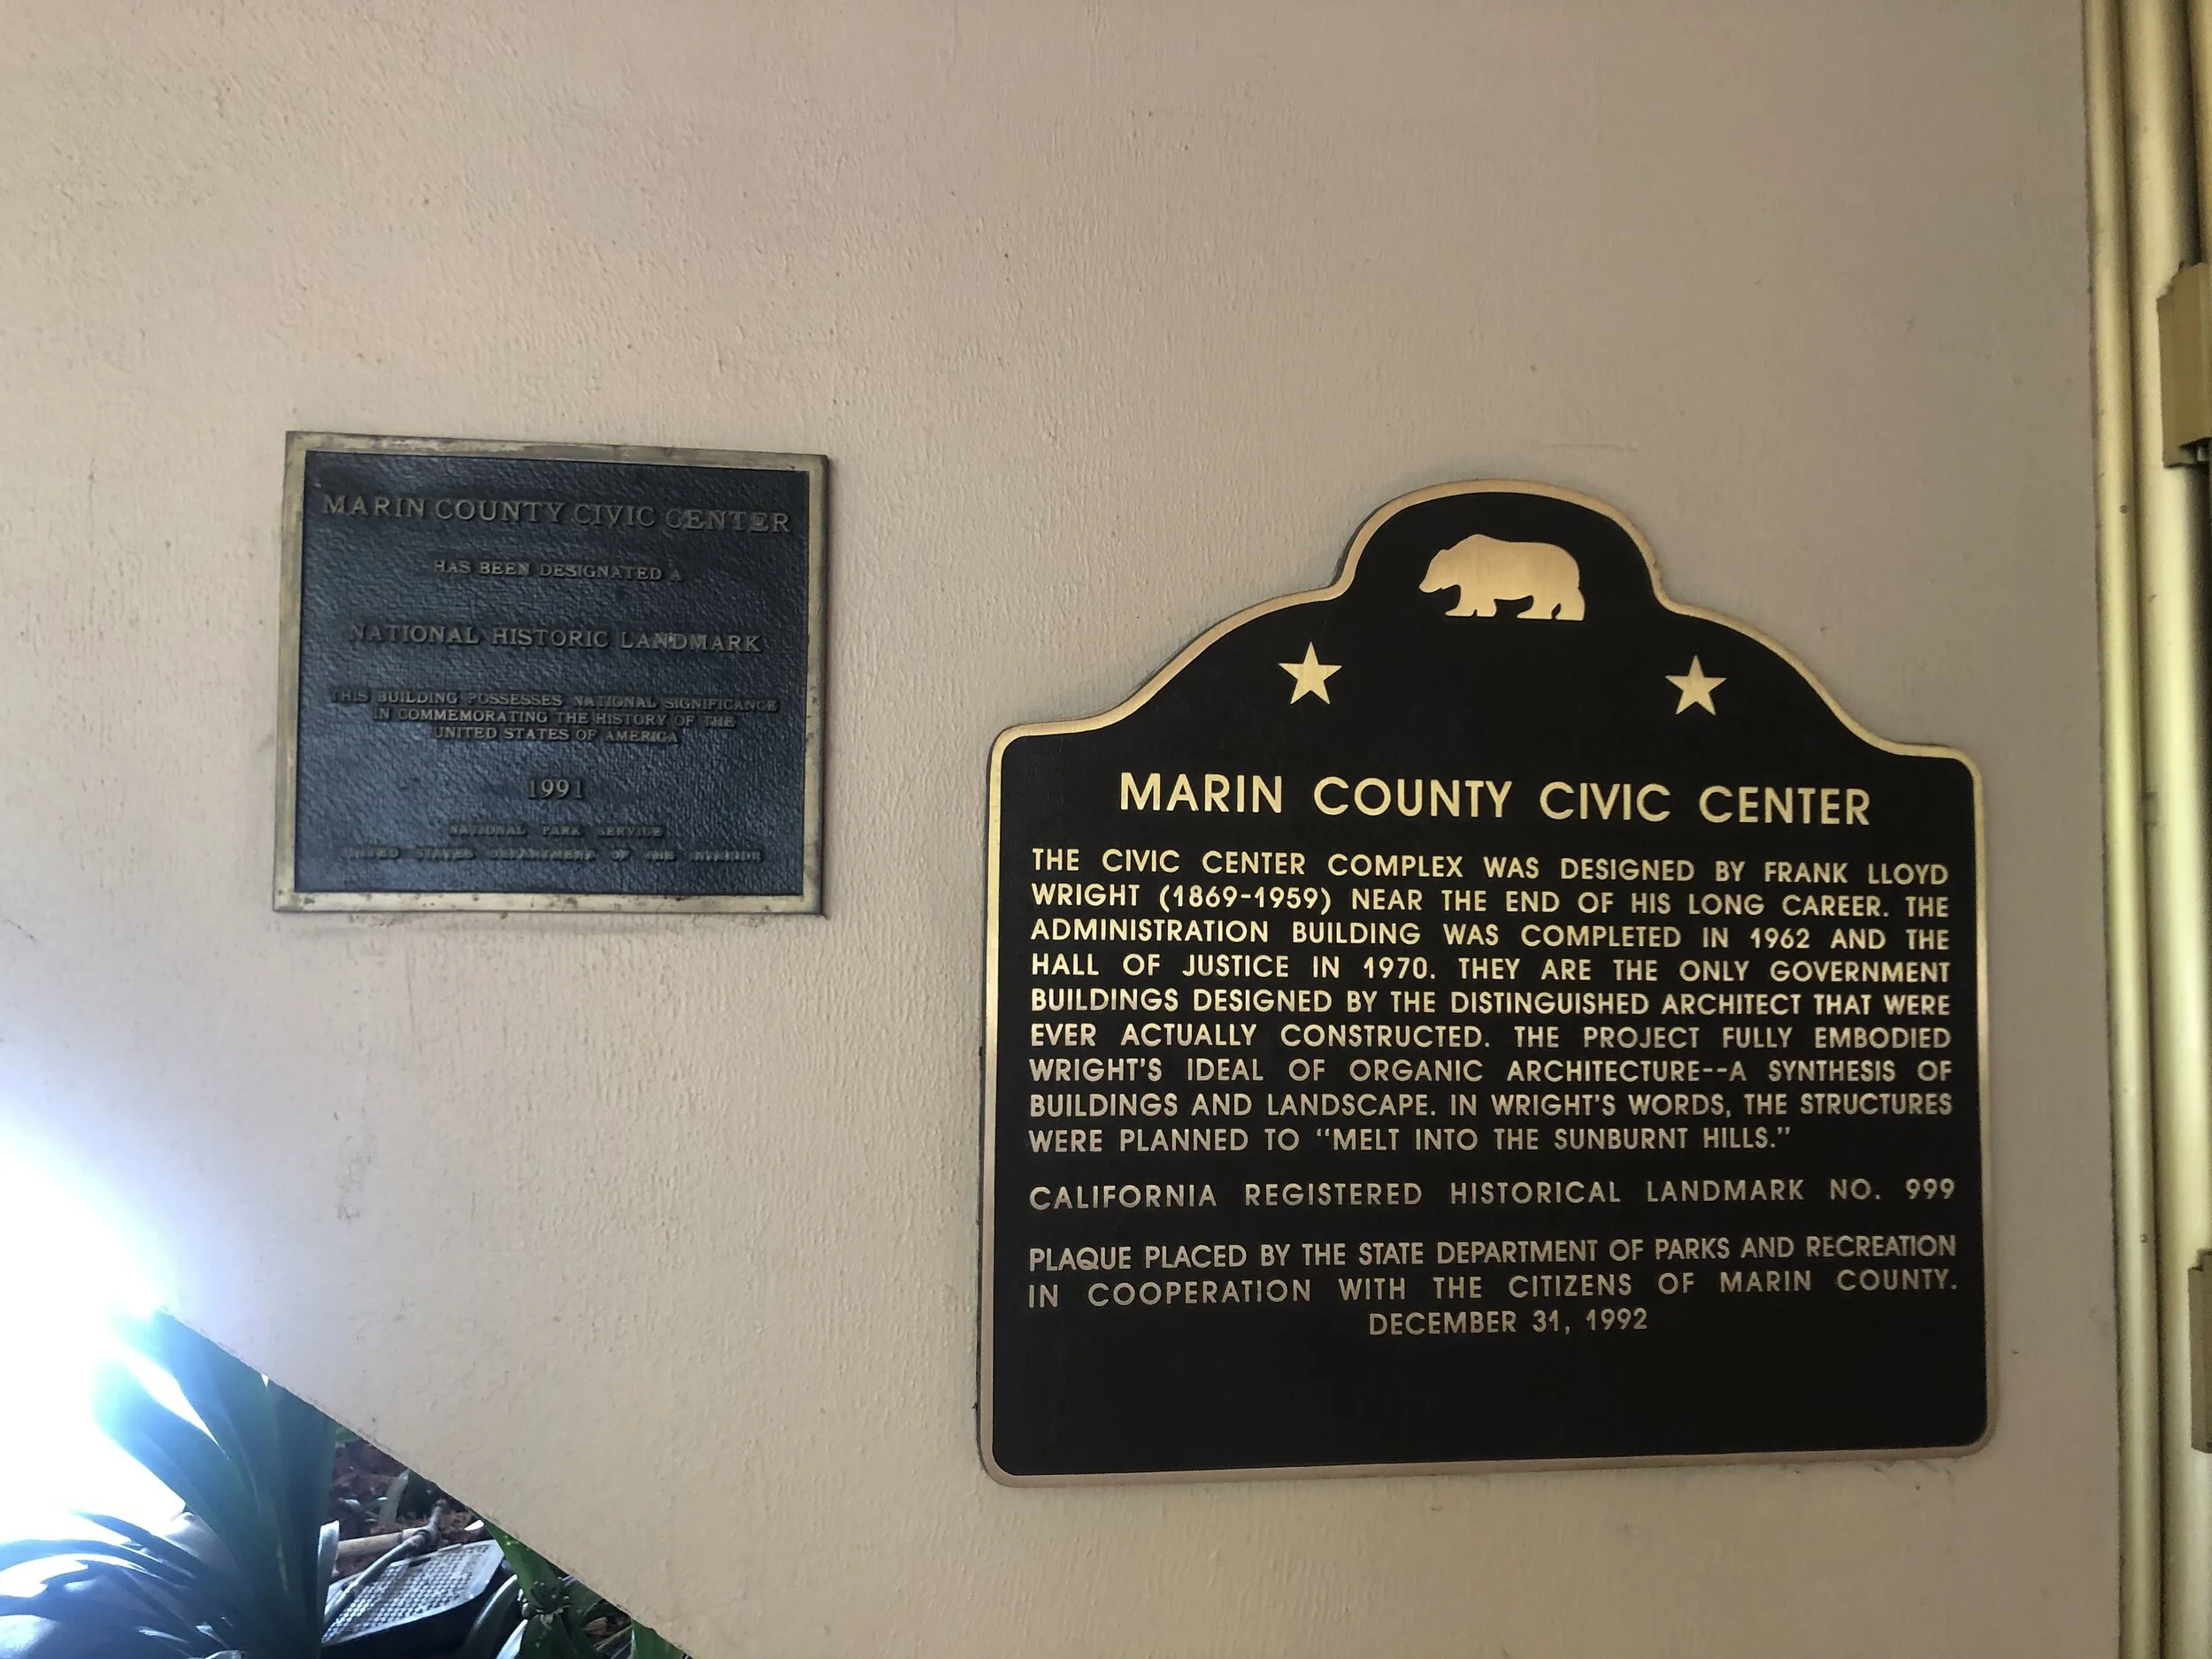 MARIN COUNTY CIVIC CENTER
HAS BEEN DESIGNATED A
NATIONAL HISTORIC LANDMARK
THIS BUILDING POSSESSES NATIONAL SIGNIFICANCE
IN COMMEMORATING THE HISTORY OF THE
UNITED STATES OF AMERICA
1991
NATIONAL PARK SERVICE
UNITED STATES DEPARTMENT OF THE INTERIOR
MARIN COUNTY CIVIC CENTER
THE CIVIC CENTER COMPLEX WAS DESIGNED BY FRANK LLOYD
WRIGHT (1869-1959) NEAR THE END OF HIS LONG CAREER. THE
ADMINISTRATION BUILDING WAS COMPLETED IN 1962 AND THE
HALL OF JUSTICE IN 1970. THEY ARE THE ONLY GOVERNMENT
BUILDINGS DESIGNED BY THE DISTINGUISHED ARCHITECT THAT WERE
EVER ACTUALLY CONSTRUCTED. THE PROJECT FULLY EMBODIED
WRIGHT'S IDEAL OF ORGANIC ARCHITECTURE--A SYNTHESIS OF
BUILDINGS AND LANDSCAPE. IN WRIGHT'S WORDS, THE STRUCTURES
WERE PLANNED TO "MELT INTO THE SUNBURNT HILLS."
CALIFORNIA REGISTERED HISTORICAL LANDMARK NO. 999
PLAQUE PLACED BY THE STATE DEPARTMENT OF PARKS AND RECREATION
IN COOPERATION WITH THE CITIZENS OF MARIN COUNTY.
DECEMBER 31, 1992